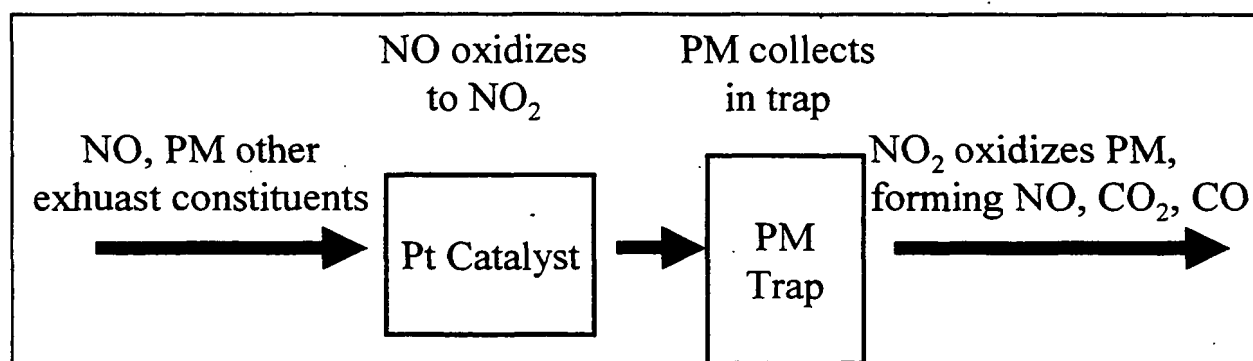 NO oxidizes
to NO₂
PM collects
in trap
NO, PM other
exhuast constituents
Pt Catalyst
PM
Trap
NO₂ oxidizes PM,
forming NO, CO₂, CO